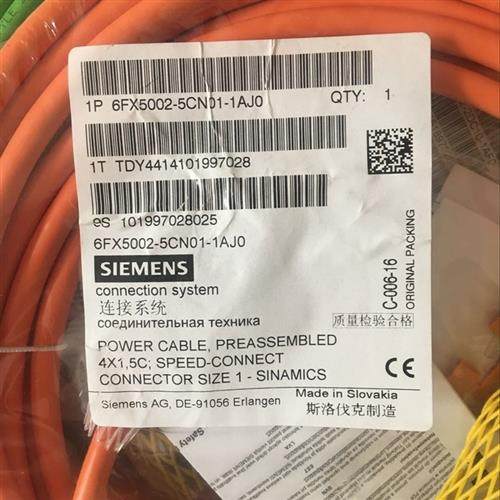 1P 6FX5002-5CN01-1AJ0 QTY: 1
1T TDY4414101997028
9S 101997028025
6FX5002-5CN01-1AJ0
SIEMENS
connection system
连接系统
соединительная техника
POWER CABLE, PREASSEMBLED
4X1,5C; SPEED-CONNECT
CONNECTOR SIZE 1 - SINAMICS
Siemens AG, DE-91056 Erlangen
C-006-16
ORIGINAL PACKING
质量检验合格
CE
Made in Slovakia
斯洛伐克制造
Safety